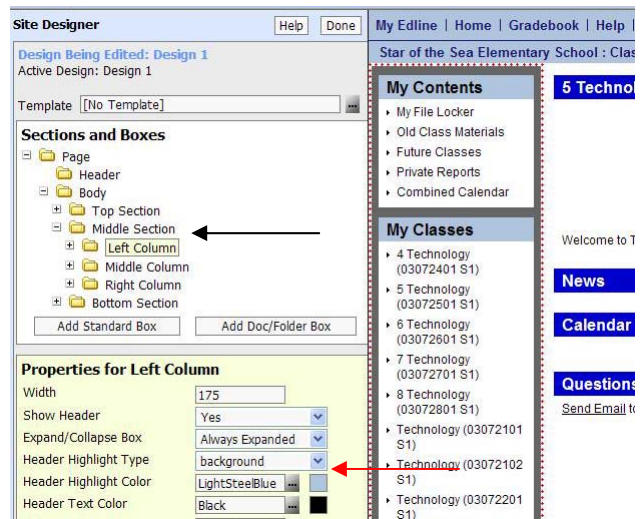 Site Designer
Help
Done
Design Being Edited: Design 1
Active Design: Design 1
Template
[No Template]
...
Sections and Boxes
Page
Header
Body
Top Section
Middle Section
Left Column
Middle Column
Right Column
Bottom Section
Add Standard Box
Add Doc/Folder Box
Properties for Left Column
Width
175
Show Header
Yes
Expand/Collapse Box
Always Expanded
Header Highlight Type
background
Header Highlight Color
LightSteelBlue
...
Header Text Color
Black
...
My Edline | Home | Gradebook | Help |
Star of the Sea Elementary School : Clas
My Contents
My File Locker
Old Class Materials
Future Classes
Private Reports
Combined Calendar
My Classes
4 Technology
(03072401 S1)
5 Technology
(03072501 S1)
6 Technology
(03072601 S1)
7 Technology
(03072701 S1)
8 Technology
(03072801 S1)
Technology (03072101
S1)
Technology (03072102
S1)
Technology (03072201
S1)
5 Technol
Welcome to T
News
Calendar
Questions
Send Email to